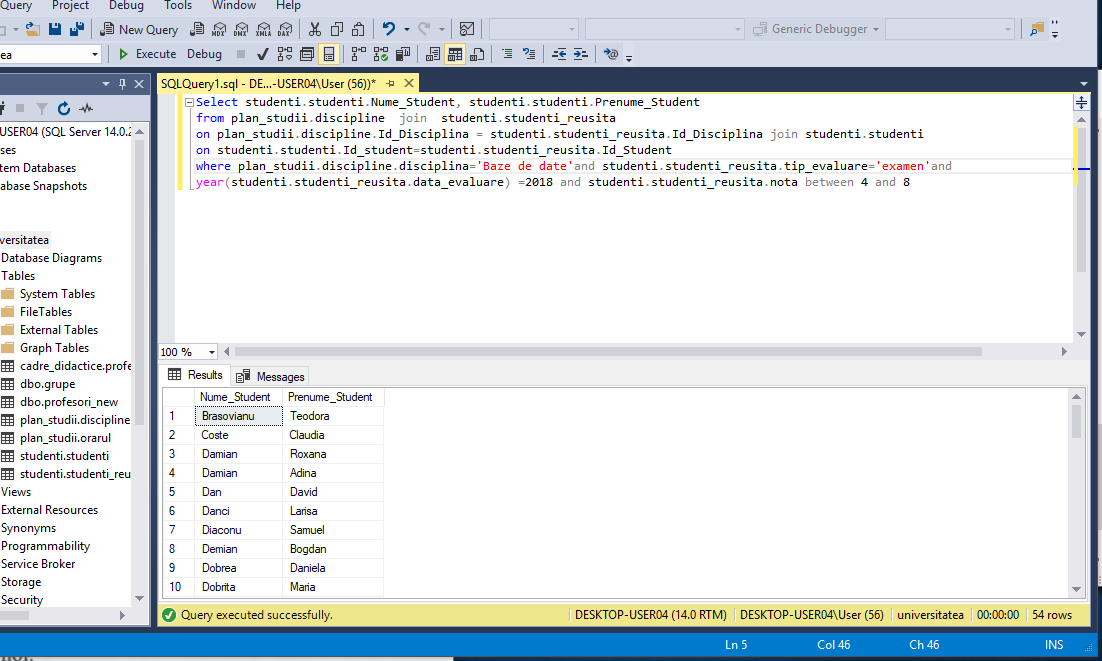 Query Project Debug Tools Window Help
New Query MDX DMX XMLA DAX Generic Debugger
ea Execute Debug
SQLQuery1.sql - DE...-USER04\User (56))*
Select studenti.studenti.Nume_Student, studenti.studenti.Prenume_Student
from plan_studii.discipline join studenti.studenti_reusita
on plan_studii.discipline.Id_Disciplina = studenti.studenti_reusita.Id_Disciplina join studenti.studenti
on studenti.studenti.Id_student=studenti.studenti_reusita.Id_Student
where plan_studii.discipline.disciplina='Baze de date'and studenti.studenti_reusita.tip_evaluare='examen'and
year(studenti.studenti_reusita.data_evaluare) =2018 and studenti.studenti_reusita.nota between 4 and 8
USER04 (SQL Server 14.0.2
ses
tem Databases
abase Snapshots
versitatea
Database Diagrams
Tables
System Tables
FileTables
External Tables
Graph Tables
cadre_didactice.profe
dbo.grupe
dbo.profesori_new
plan_studii.discipline
plan_studii.orarul
studenti.studenti
studenti.studenti_reu
Views
External Resources
Synonyms
Programmability
Service Broker
Storage
Security
100 %
Results Messages
Nume_Student Prenume_Student
1 Brasovianu Teodora
2 Coste Claudia
3 Damian Roxana
4 Damian Adina
5 Dan David
6 Danci Larisa
7 Diaconu Samuel
8 Demian Bogdan
9 Dobrea Daniela
10 Dobrita Maria
Query executed successfully. DESKTOP-USER04 (14.0 RTM) DESKTOP-USER04\User (56) universitatea 00:00:00 54 rows
Ln 5 Col 46 Ch 46 INS